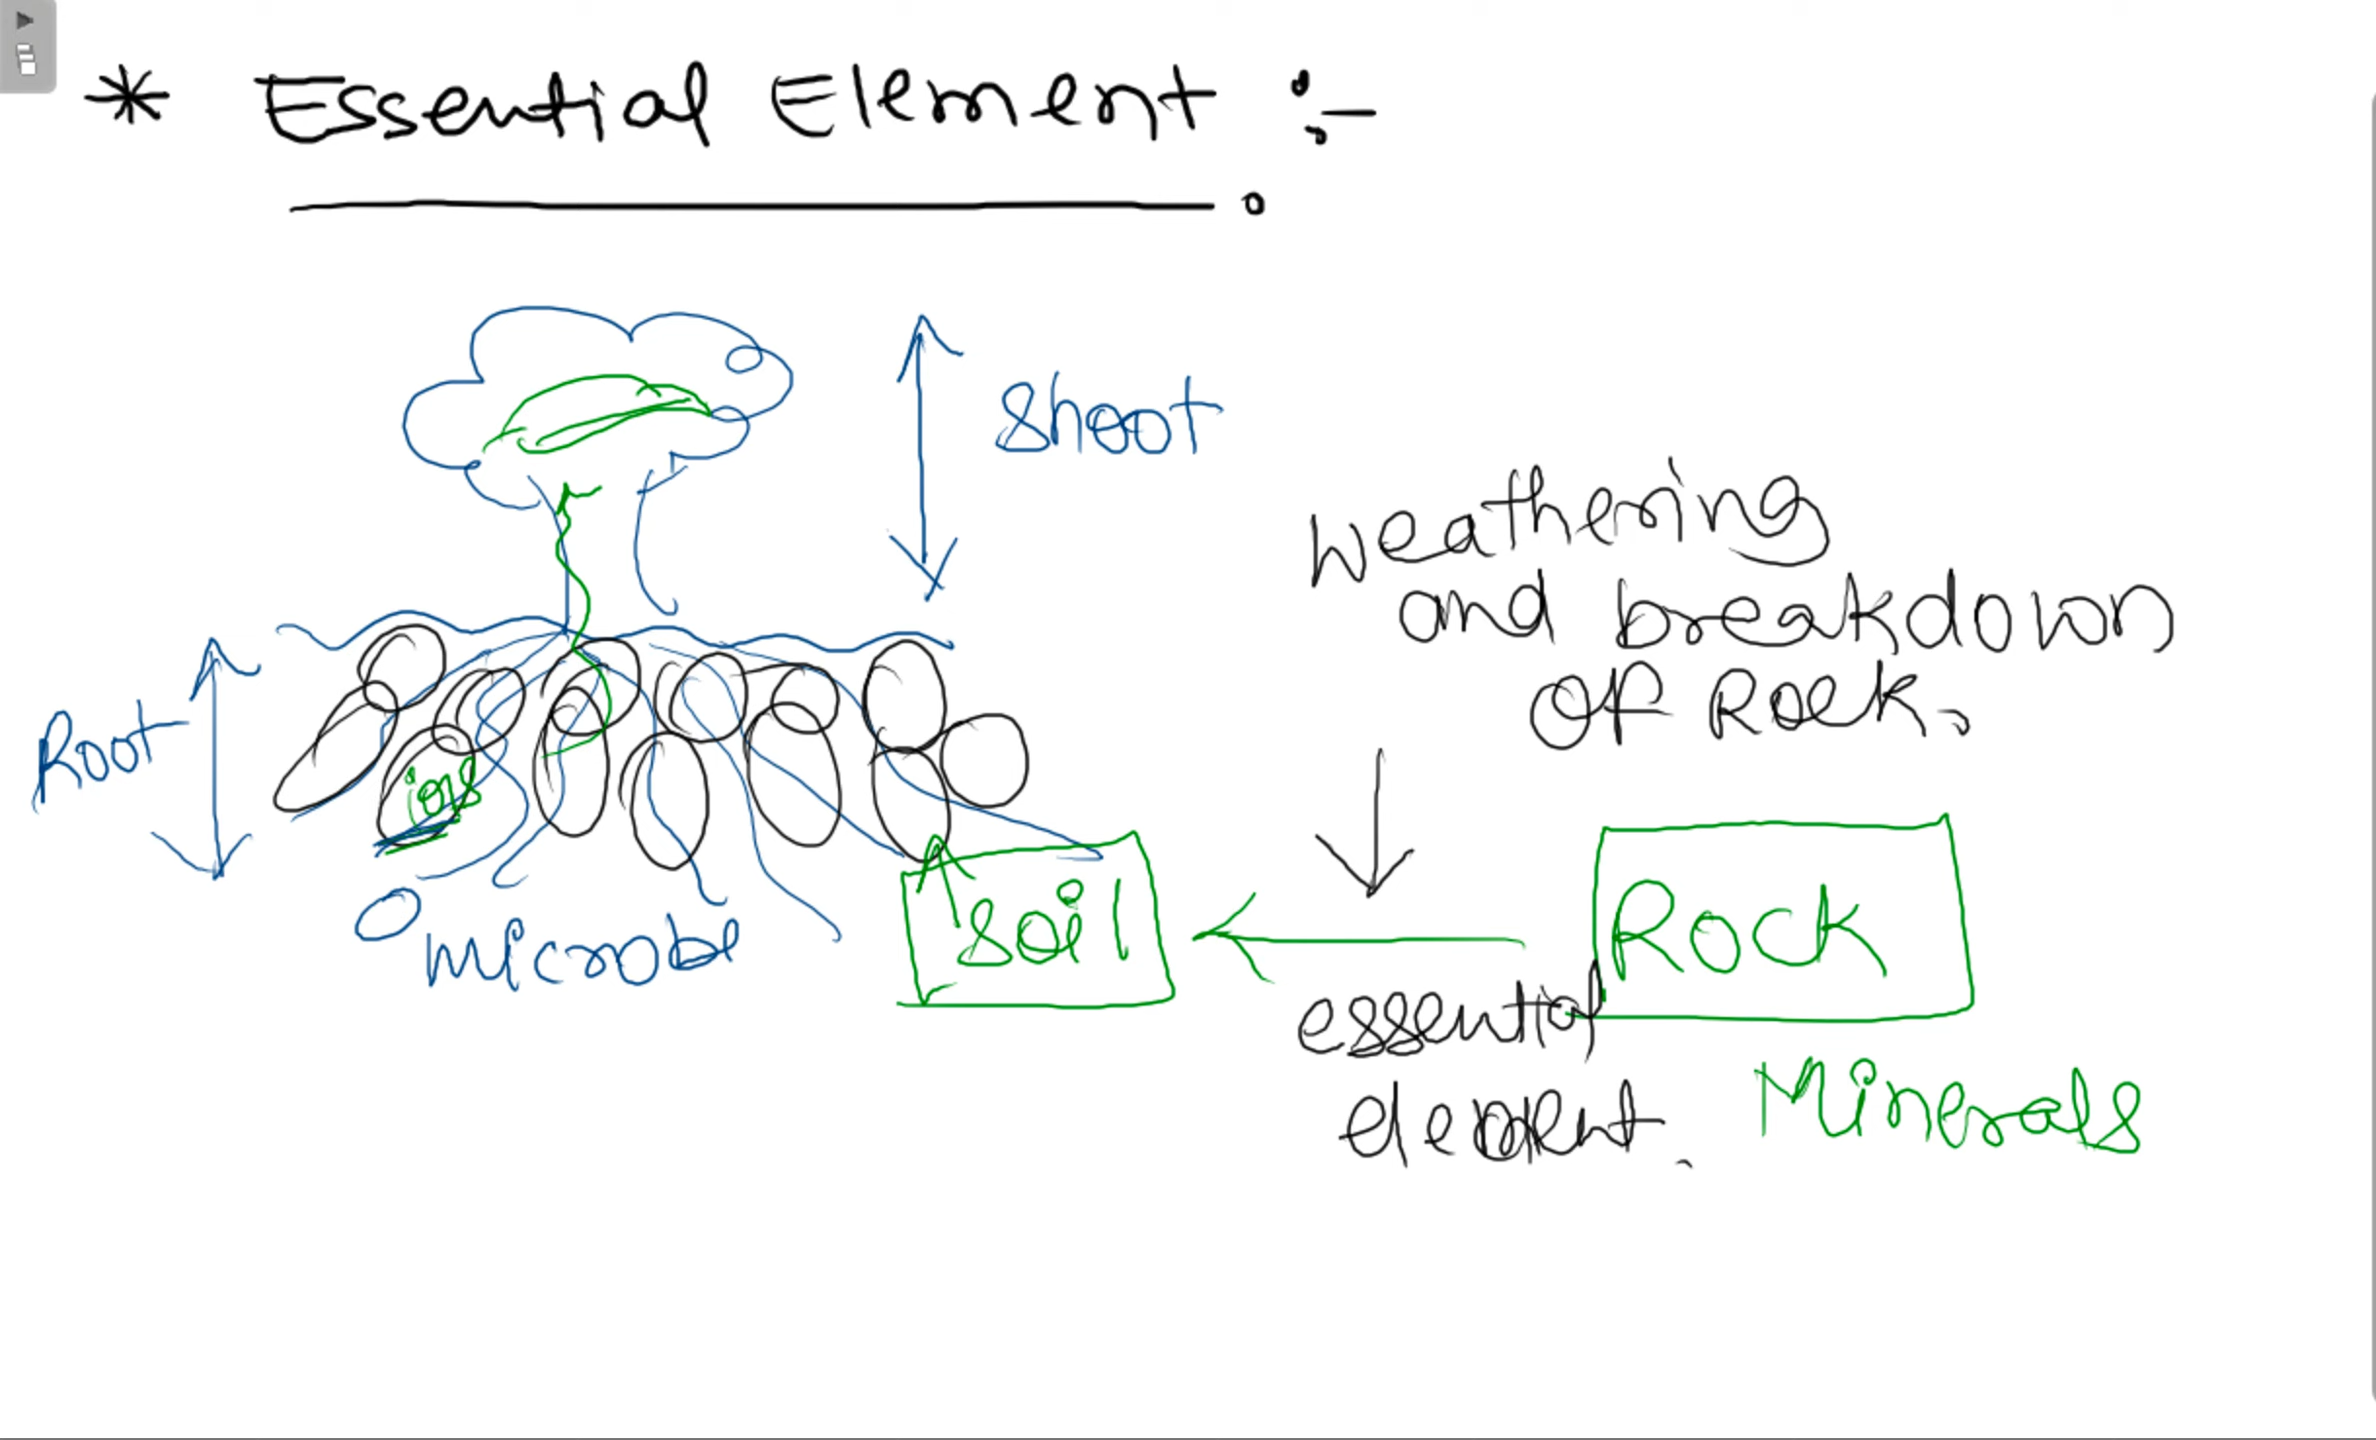 * Essential Element :-
Shoot
Weathering
and breakdown
of Rock.
Root
ions
microbe
Soil
Rock
essential
element.
Minerals